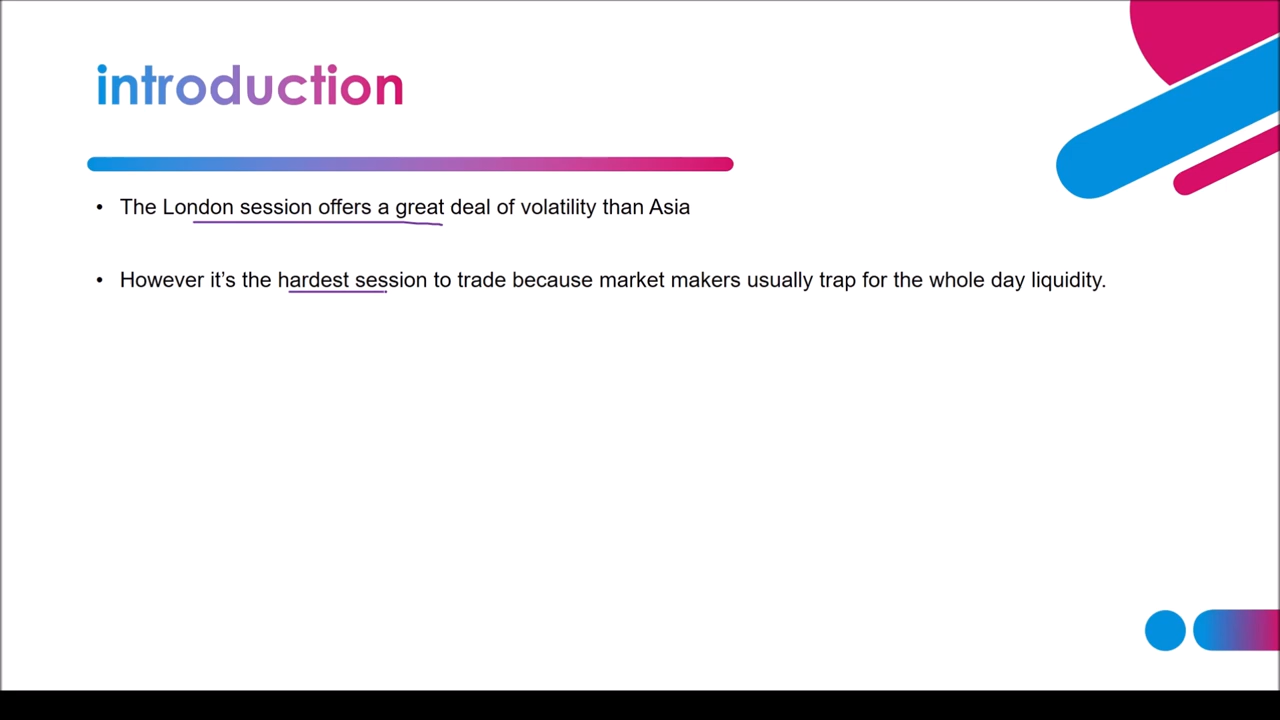 introduction
• The London session offers a great deal of volatility than Asia
• However it’s the hardest session to trade because market makers usually trap for the whole day liquidity.